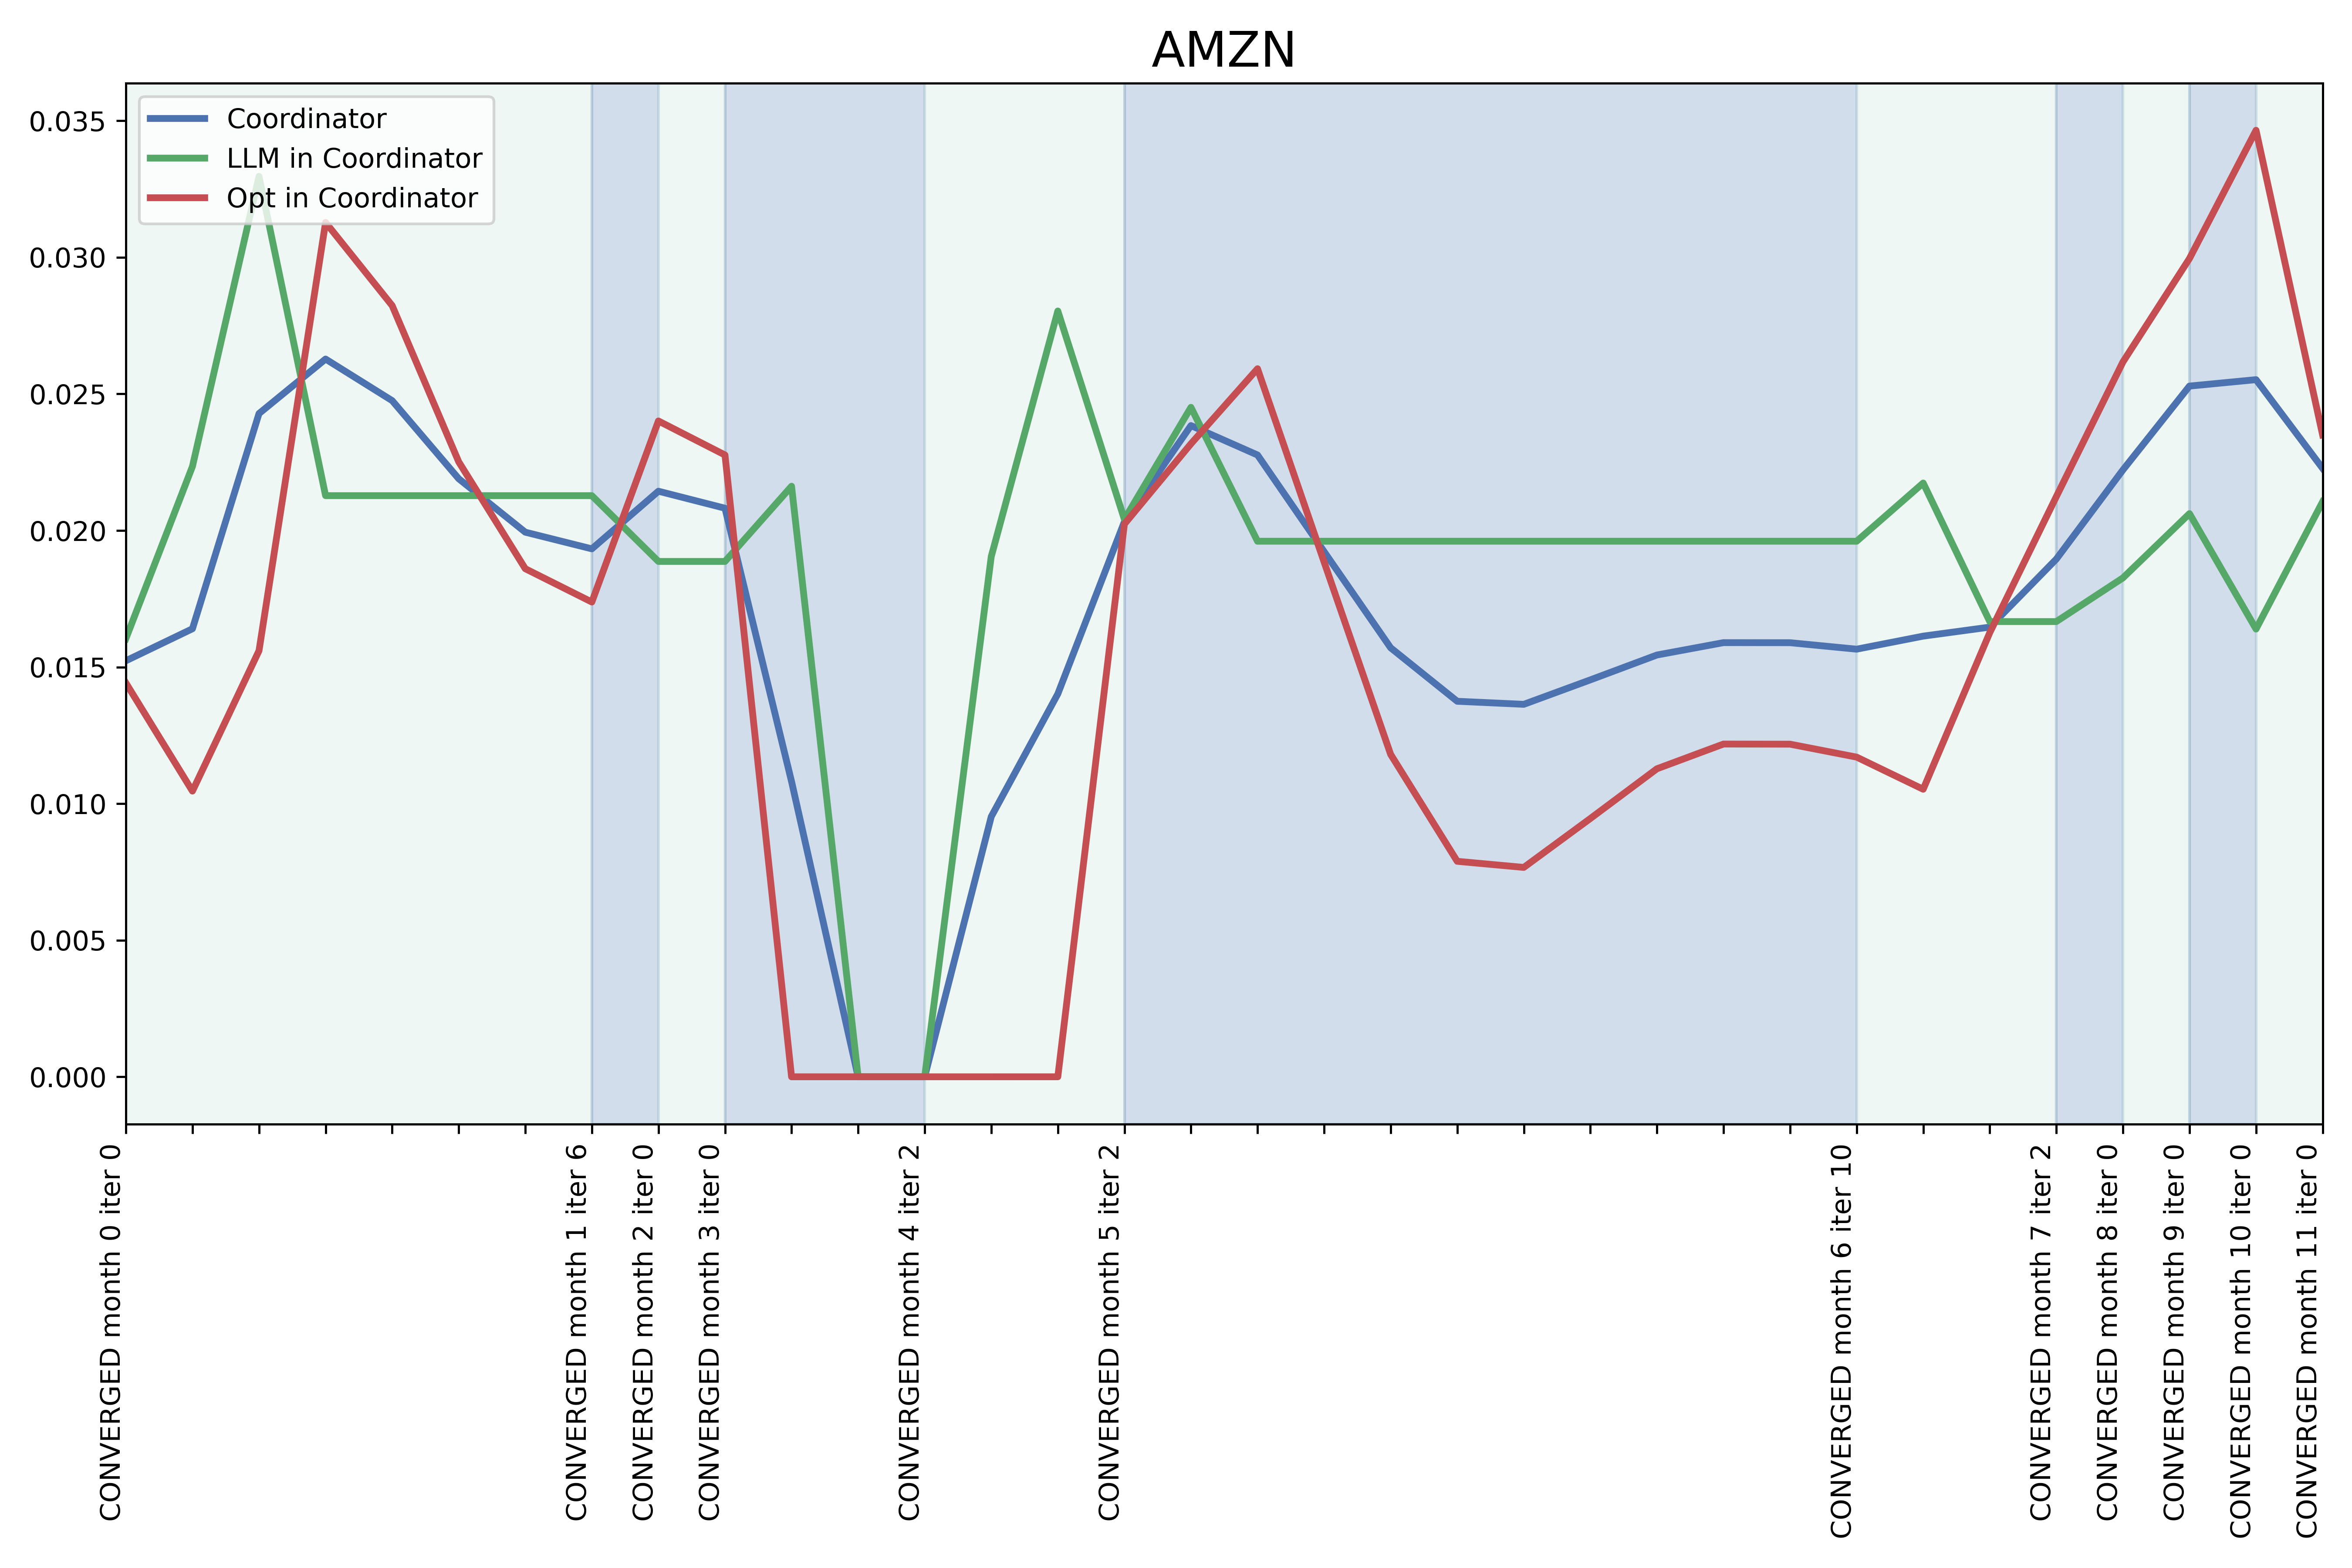 AMZN
Coordinator
LLM in Coordinator
Opt in Coordinator
0.035
0.030
0.025
0.020
0.015
0.010
0.005
0.000
CONVERGED month 0 iter 0
CONVERGED month 1 iter 6
CONVERGED month 2 iter 0
CONVERGED month 3 iter 0
CONVERGED month 4 iter 2
CONVERGED month 5 iter 2
CONVERGED month 6 iter 10
CONVERGED month 7 iter 2
CONVERGED month 8 iter 0
CONVERGED month 9 iter 0
CONVERGED month 10 iter 0
CONVERGED month 11 iter 0